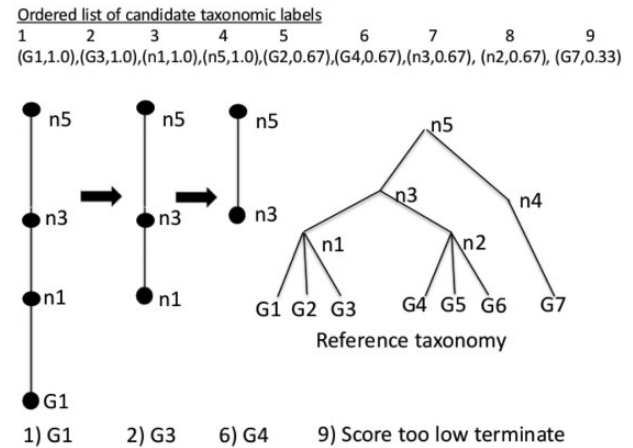 Ordered list of candidate taxonomic labels
1 2 3 4 5 6 7 8 9
(G1,1.0),(G3,1.0),(n1,1.0),(n5,1.0),(G2,0.67),(G4,0.67),(n3,0.67), (n2,0.67), (G7,0.33)
n5 n5 n5 n5
n3 n3 n3 n3 n4
n1 n1 n1 n2
G1 G2 G3 G4 G5 G6 G7
Reference taxonomy
G1
1) G1 2) G3 6) G4 9) Score too low terminate